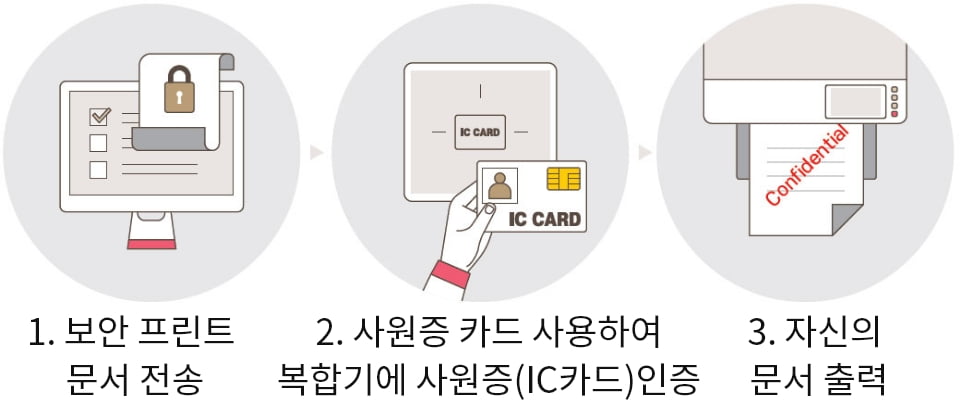 IC CARD
IC CARD
Confidential
1. 보안 프린트
문서 전송
2. 사원증 카드 사용하여
복합기에 사원증(IC카드)인증
3. 자신의
문서 출력